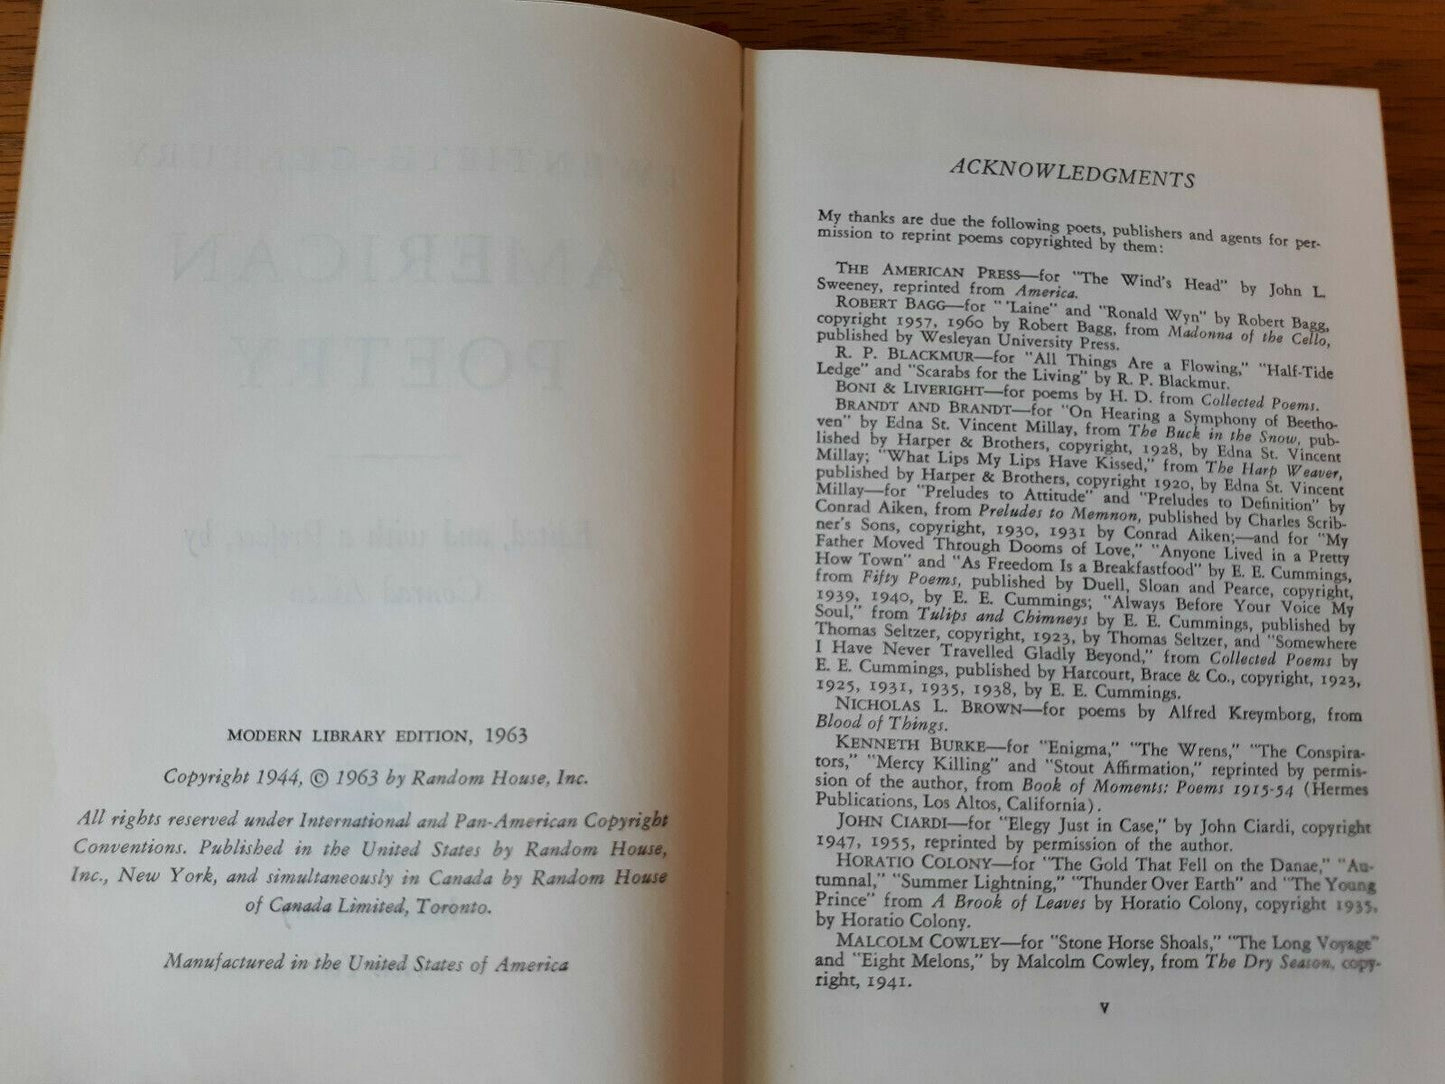 MODERN LIBRARY EDITION, 1963
Copyright 1944, © 1963 by Random House, Inc.
All rights reserved under International and Pan-American Copyright
Conventions. Published in the United States by Random House,
Inc., New York, and simultaneously in Canada by Random House
of Canada Limited, Toronto.
Manufactured in the United States of America
ACKNOWLEDGMENTS
My thanks are due the following poets, publishers and agents for per-
mission to reprint poems copyrighted by them:
THE AMERICAN PRESS—for "The Wind's Head" by John L.
Sweeney, reprinted from America.
ROBERT BAGG—for " 'Laine" and "Ronald Wyn" by Robert Bagg,
copyright 1957, 1960 by Robert Bagg, from Madonna of the Cello,
published by Wesleyan University Press.
R. P. BLACKMUR—for "All Things Are a Flowing," "Half-Tide
Ledge" and "Scarabs for the Living" by R. P. Blackmur.
BONI & LIVERIGHT—for poems by H. D. from Collected Poems.
BRANDT AND BRANDT—for "On Hearing a Symphony of Beetho-
ven" by Edna St. Vincent Millay, from The Buck in the Snow, pub-
lished by Harper & Brothers, copyright, 1928, by Edna St. Vincent
Millay; "What Lips My Lips Have Kissed," from The Harp Weaver,
published by Harper & Brothers, copyright 1920, by Edna St. Vincent
Millay—for "Preludes to Attitude" and "Preludes to Definition" by
Conrad Aiken, from Preludes to Memnon, published by Charles Scrib-
ner's Sons, copyright, 1930, 1931 by Conrad Aiken;—and for "My
Father Moved Through Dooms of Love," "Anyone Lived in a Pretty
How Town" and "As Freedom Is a Breakfastfood" by E. E. Cummings,
from Fifty Poems, published by Duell, Sloan and Pearce, copyright,
1939, 1940, by E. E. Cummings; "Always Before Your Voice My
Soul," from Tulips and Chimneys by E. E. Cummings, published by
Thomas Seltzer, copyright, 1923, by Thomas Seltzer, and "Somewhere
I Have Never Travelled Gladly Beyond," from Collected Poems by
E. E. Cummings, published by Harcourt, Brace & Co., copyright, 1923,
1925, 1931, 1935, 1938, by E. E. Cummings.
NICHOLAS L. BROWN—for poems by Alfred Kreymborg, from
Blood of Things.
KENNETH BURKE—for "Enigma," "The Wrens," "The Conspira-
tors," "Mercy Killing" and "Stout Affirmation," reprinted by permis-
sion of the author, from Book of Moments: Poems 1915-54 (Hermes
Publications, Los Altos, California).
JOHN CIARDI—for "Elegy Just in Case," by John Ciardi, copyright
1947, 1955, reprinted by permission of the author.
HORATIO COLONY—for "The Gold That Fell on the Danae," "Au-
tumnal," "Summer Lightning," "Thunder Over Earth" and "The Young
Prince" from A Brook of Leaves by Horatio Colony, copyright 1935,
by Horatio Colony.
MALCOLM COWLEY—for "Stone Horse Shoals," "The Long Voyage"
and "Eight Melons," by Malcolm Cowley, from The Dry Season, copy-
right, 1941.
v